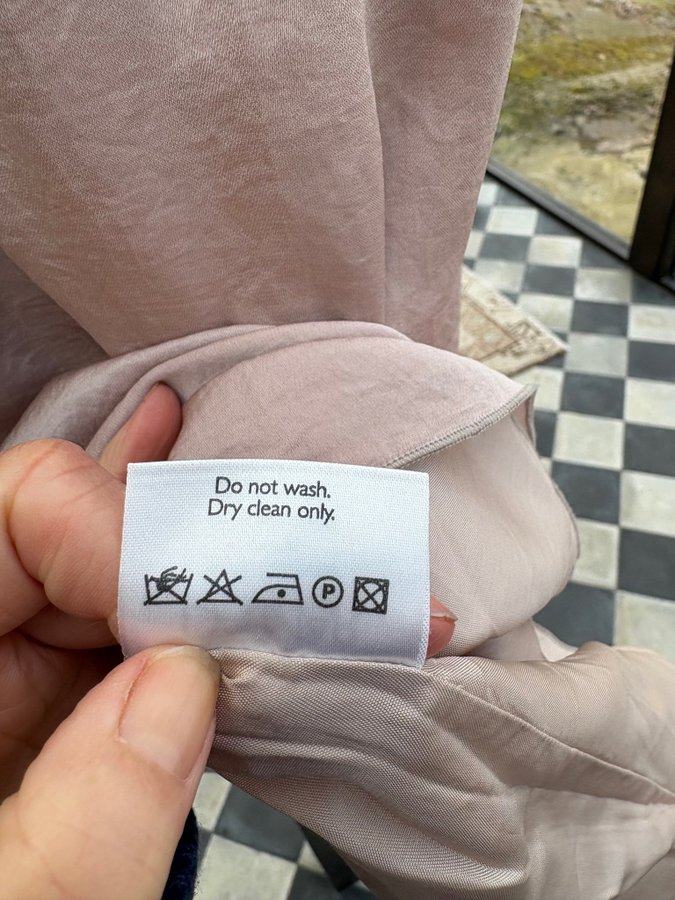 Do not wash.
Dry clean only.
P